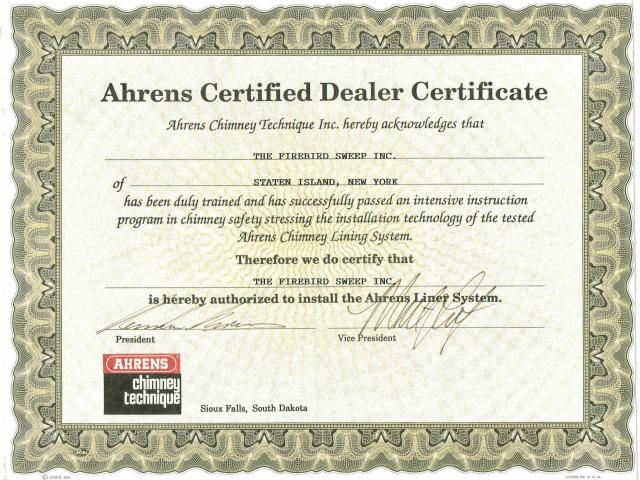 Ahrens Certified Dealer Certificate
Ahrens Chimney Technique Inc. hereby acknowledges that
THE FIREBIRD SWEEP INC.
of STATEN ISLAND, NEW YORK
has been duly trained and has successfully passed an intensive instruction
program in chimney safety stressing the installation technology of the tested
Ahrens Chimney Lining System.
Therefore we do certify that
THE FIREBIRD SWEEP INC.
is hereby authorized to install the Ahrens Liner System.
President
Vice President
AHRENS
chimney
technique
Sioux Falls, South Dakota
U.S.A.